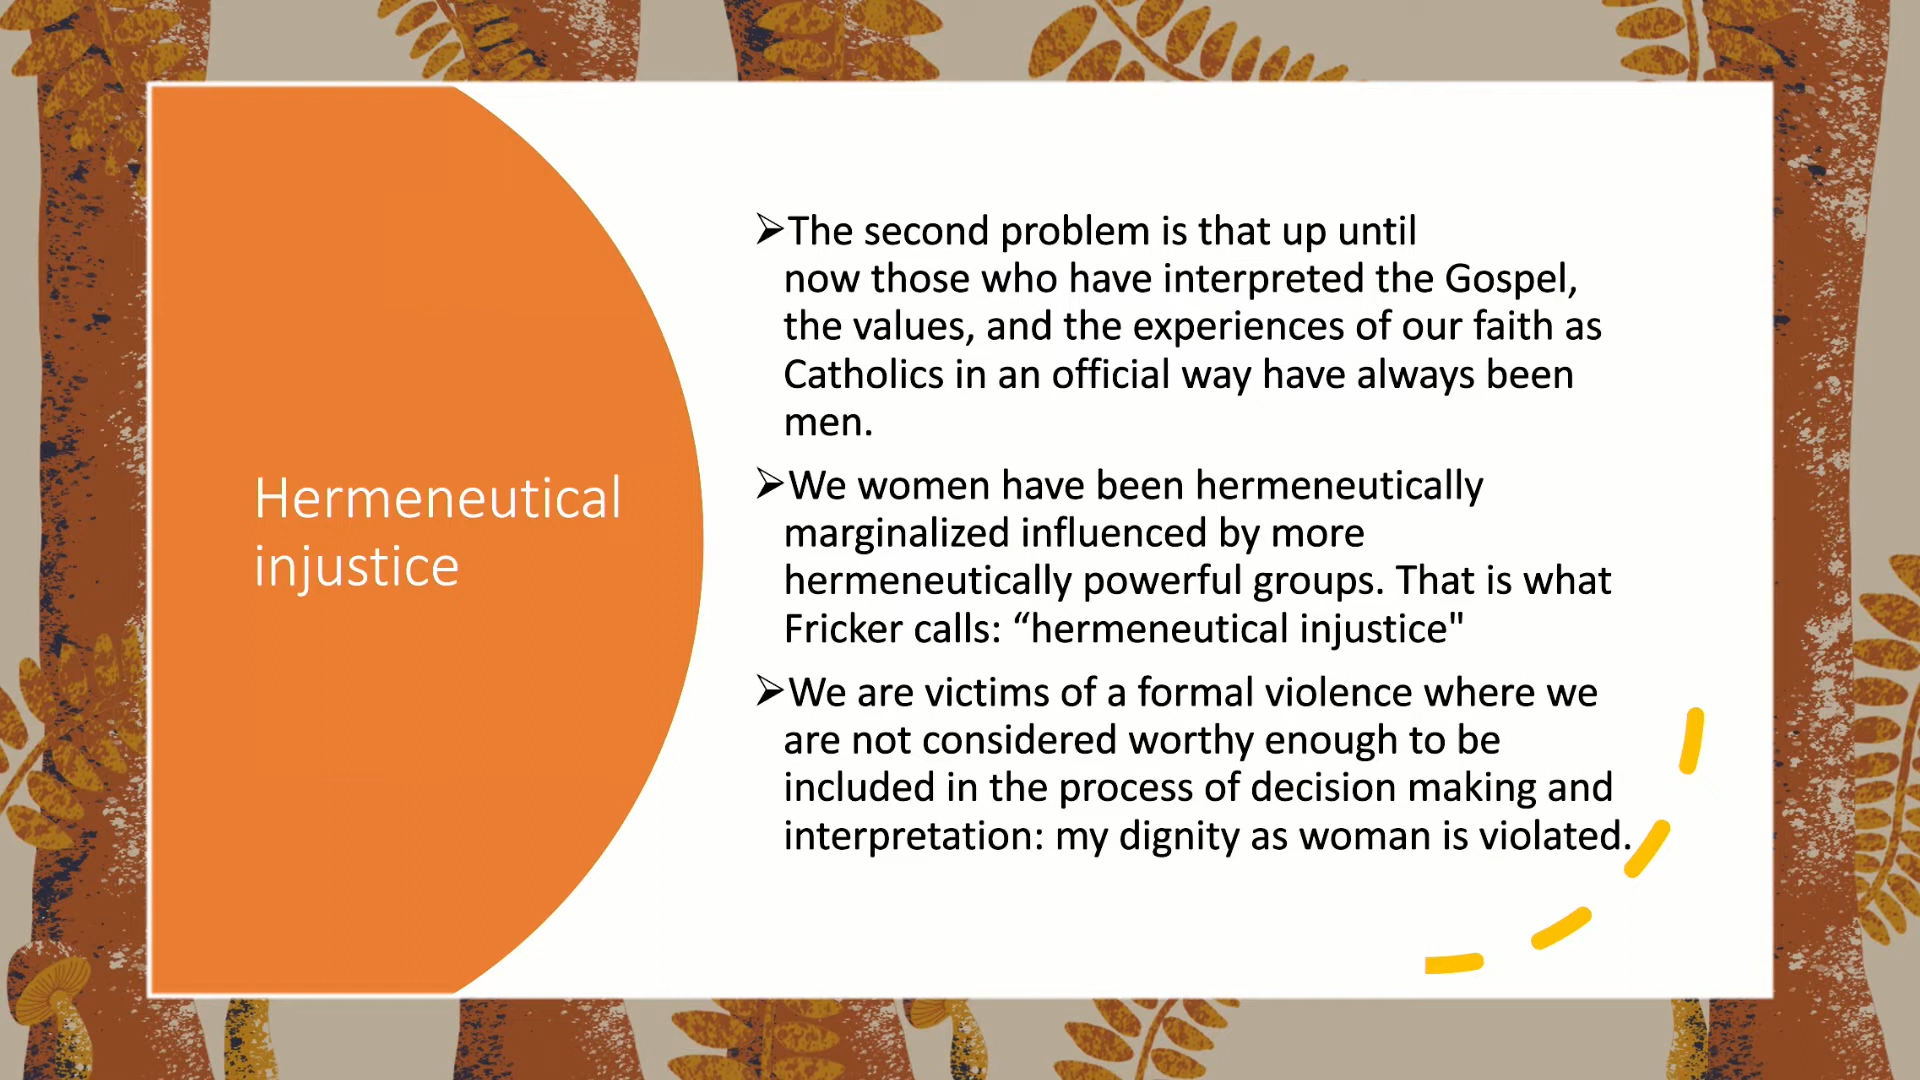 Hermeneutical
injustice
➢The second problem is that up until
now those who have interpreted the Gospel,
the values, and the experiences of our faith as
Catholics in an official way have always been
men.
➢We women have been hermeneutically
marginalized influenced by more
hermeneutically powerful groups. That is what
Fricker calls: “hermeneutical injustice"
➢We are victims of a formal violence where we
are not considered worthy enough to be
included in the process of decision making and
interpretation: my dignity as woman is violated.